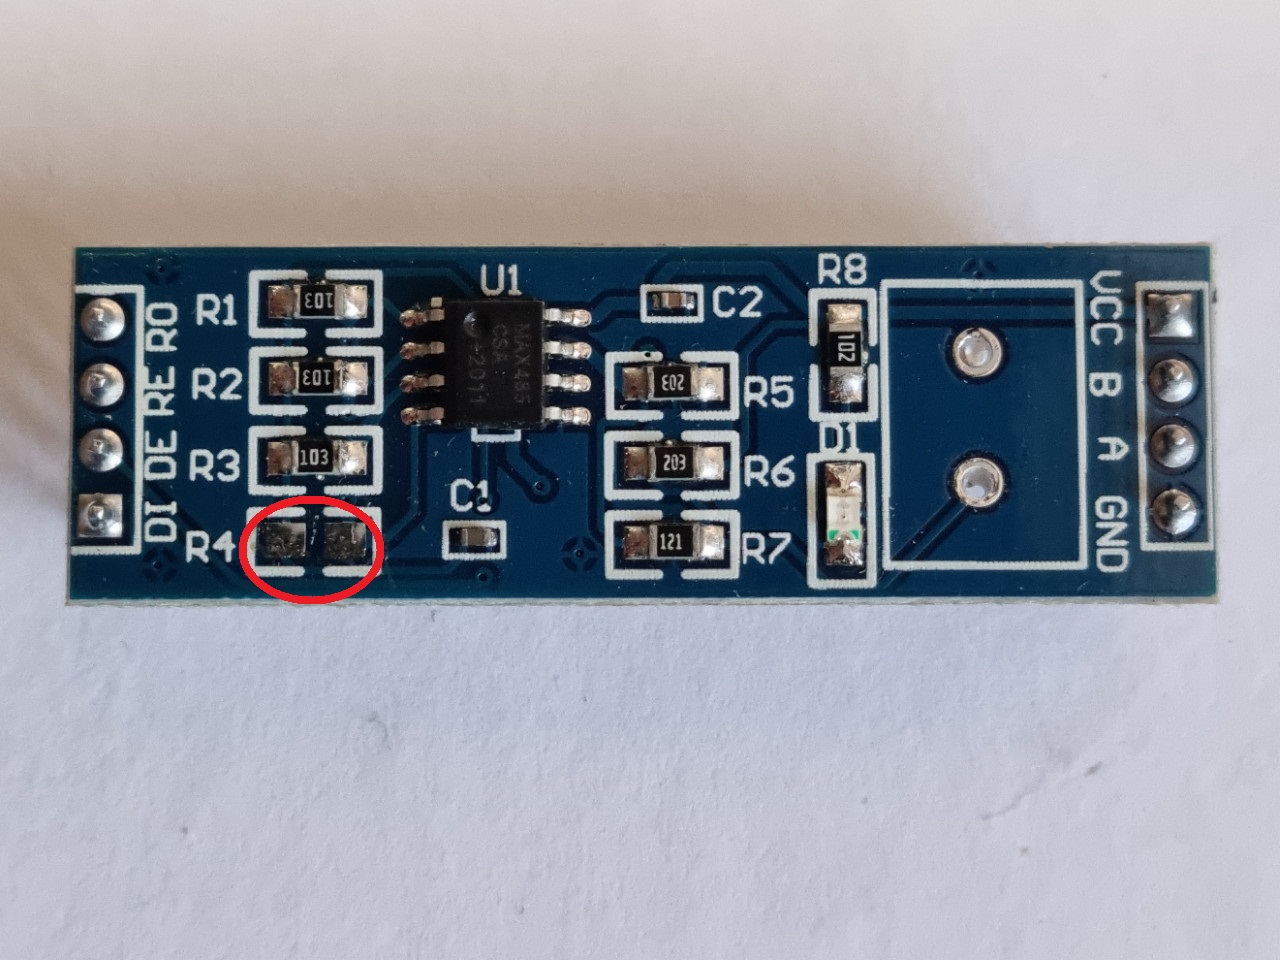 RO
RE
DE
DI
R1
103
R2
103
R3
103
R4
U1
MAX485
CSA
+2011
C1
C2
R5
203
R6
203
R7
121
R8
102
D1
VCC
B
A
GND